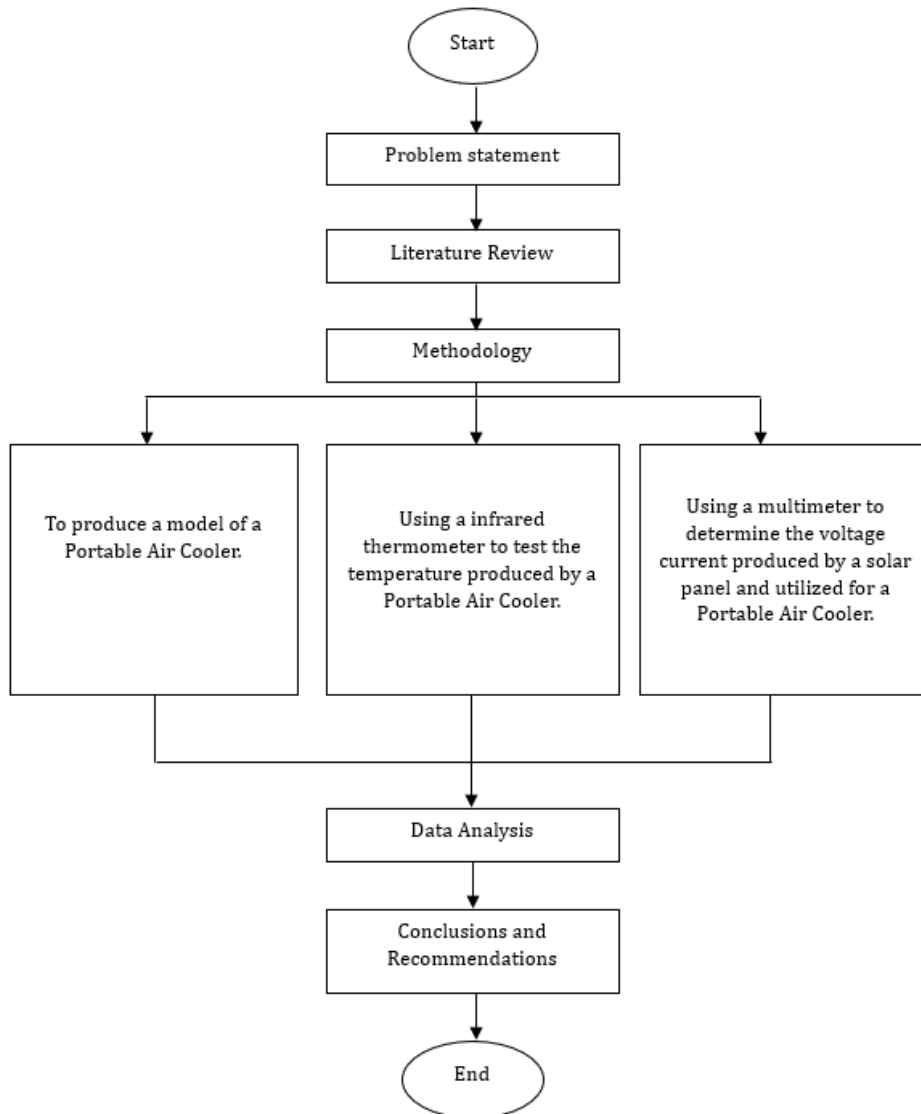 Start
Problem statement
Literature Review
Methodology
To produce a model of a
Portable Air Cooler.
Using a infrared
thermometer to test the
temperature produced by a
Portable Air Cooler.
Using a multimeter to
determine the voltage
current produced by a solar
panel and utilized for a
Portable Air Cooler.
Data Analysis
Conclusions and
Recommendations
End